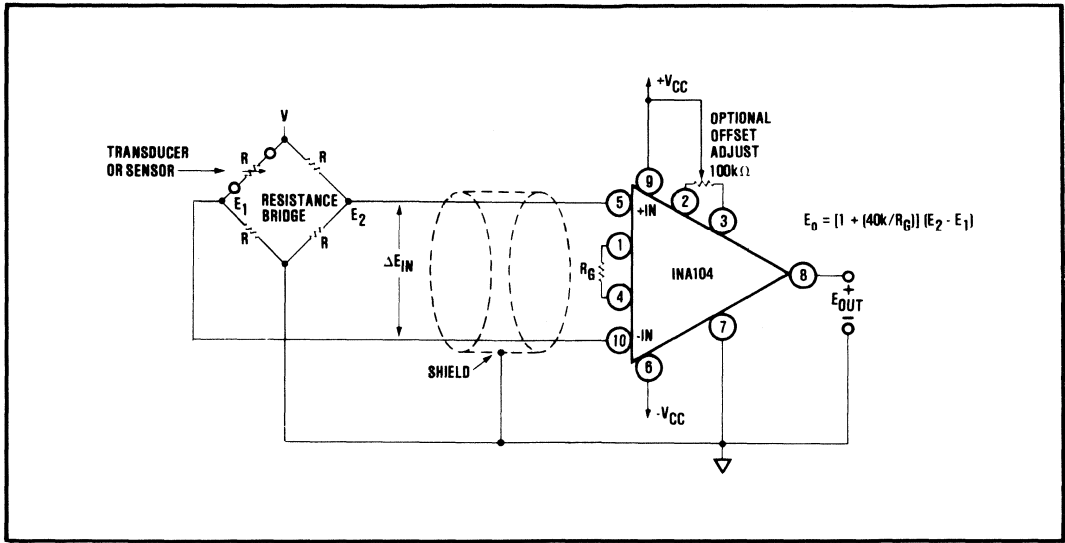 +VCC
OPTIONAL
OFFSET
ADJUST
100kΩ
V
TRANSDUCER
OR SENSOR
R
R
9
2
3
5
+IN
E1
RESISTANCE
BRIDGE
E2
R
R
Eo = [1 + (40k/RG)] (E2 - E1)
1
ΔEIN
RG
INA104
8
4
+
EOUT
–
7
10
-IN
6
SHIELD
-VCC